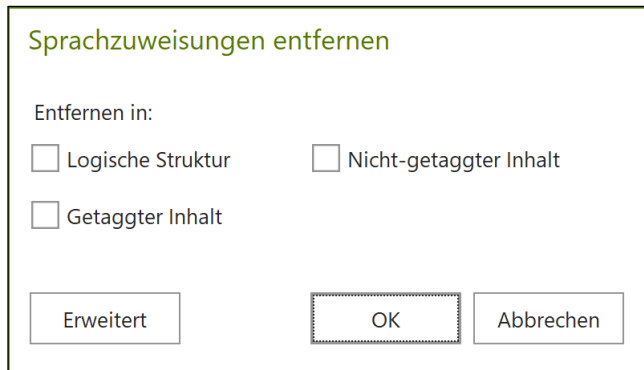 Sprachzuweisungen entfernen
Entfernen in:
Logische Struktur
Nicht-getaggter Inhalt
Getaggter Inhalt
Erweitert
OK
Abbrechen